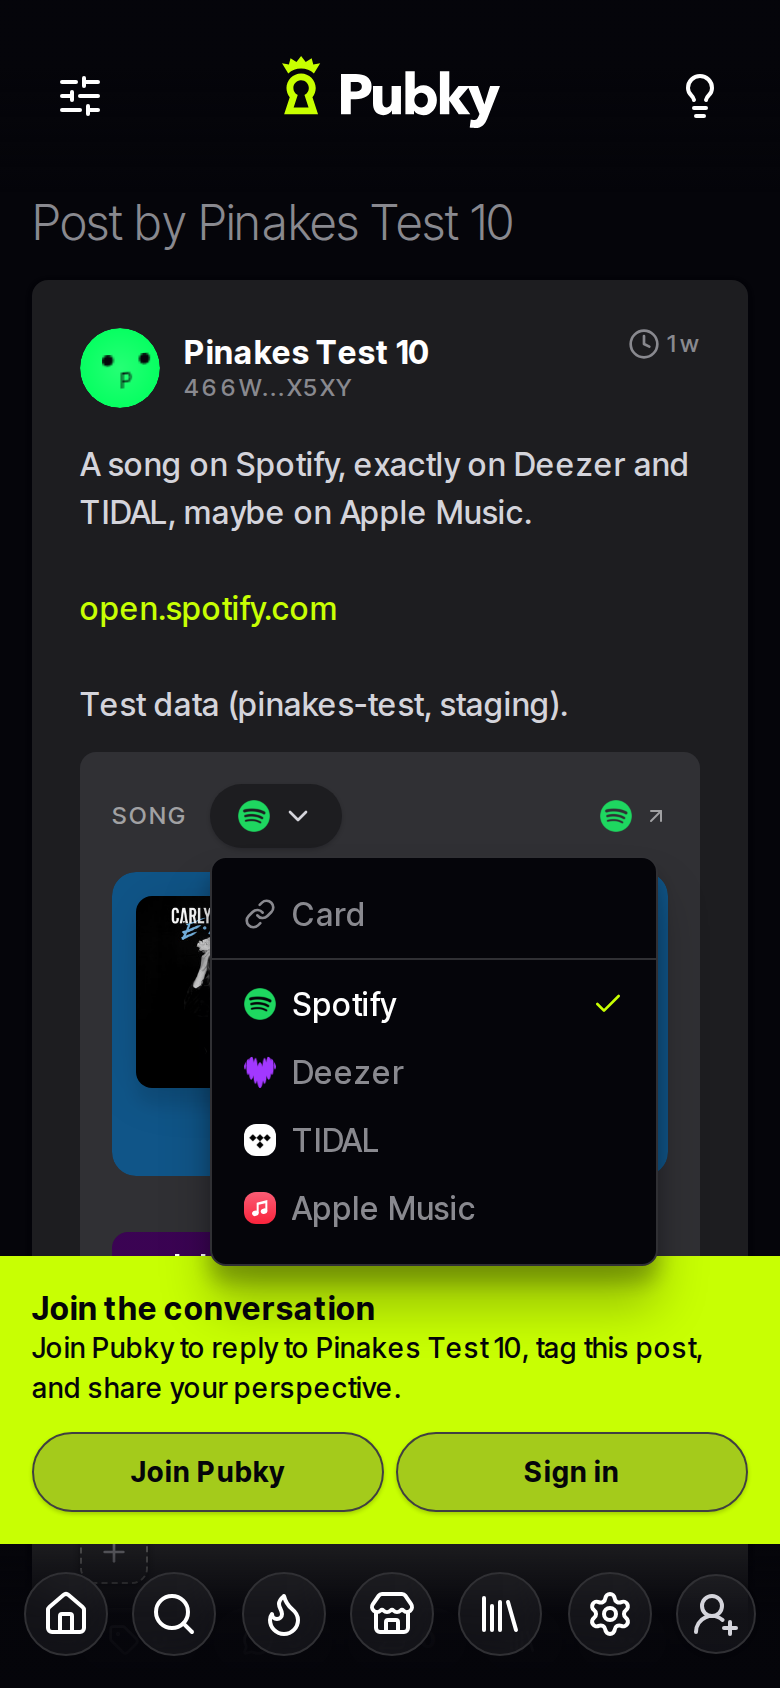 Pubky
Post by Pinakes Test 10
Pinakes Test 10
1w
466W...X5XY
A song on Spotify, exactly on Deezer and
TIDAL, maybe on Apple Music.
open.spotify.com
Test data (pinakes-test, staging).
SONG
CARLY
Card
Spotify
Deezer
TIDAL
Apple Music
Join the conversation
Join Pubky to reply to Pinakes Test 10, tag this post,
and share your perspective.
Join Pubky
Sign in